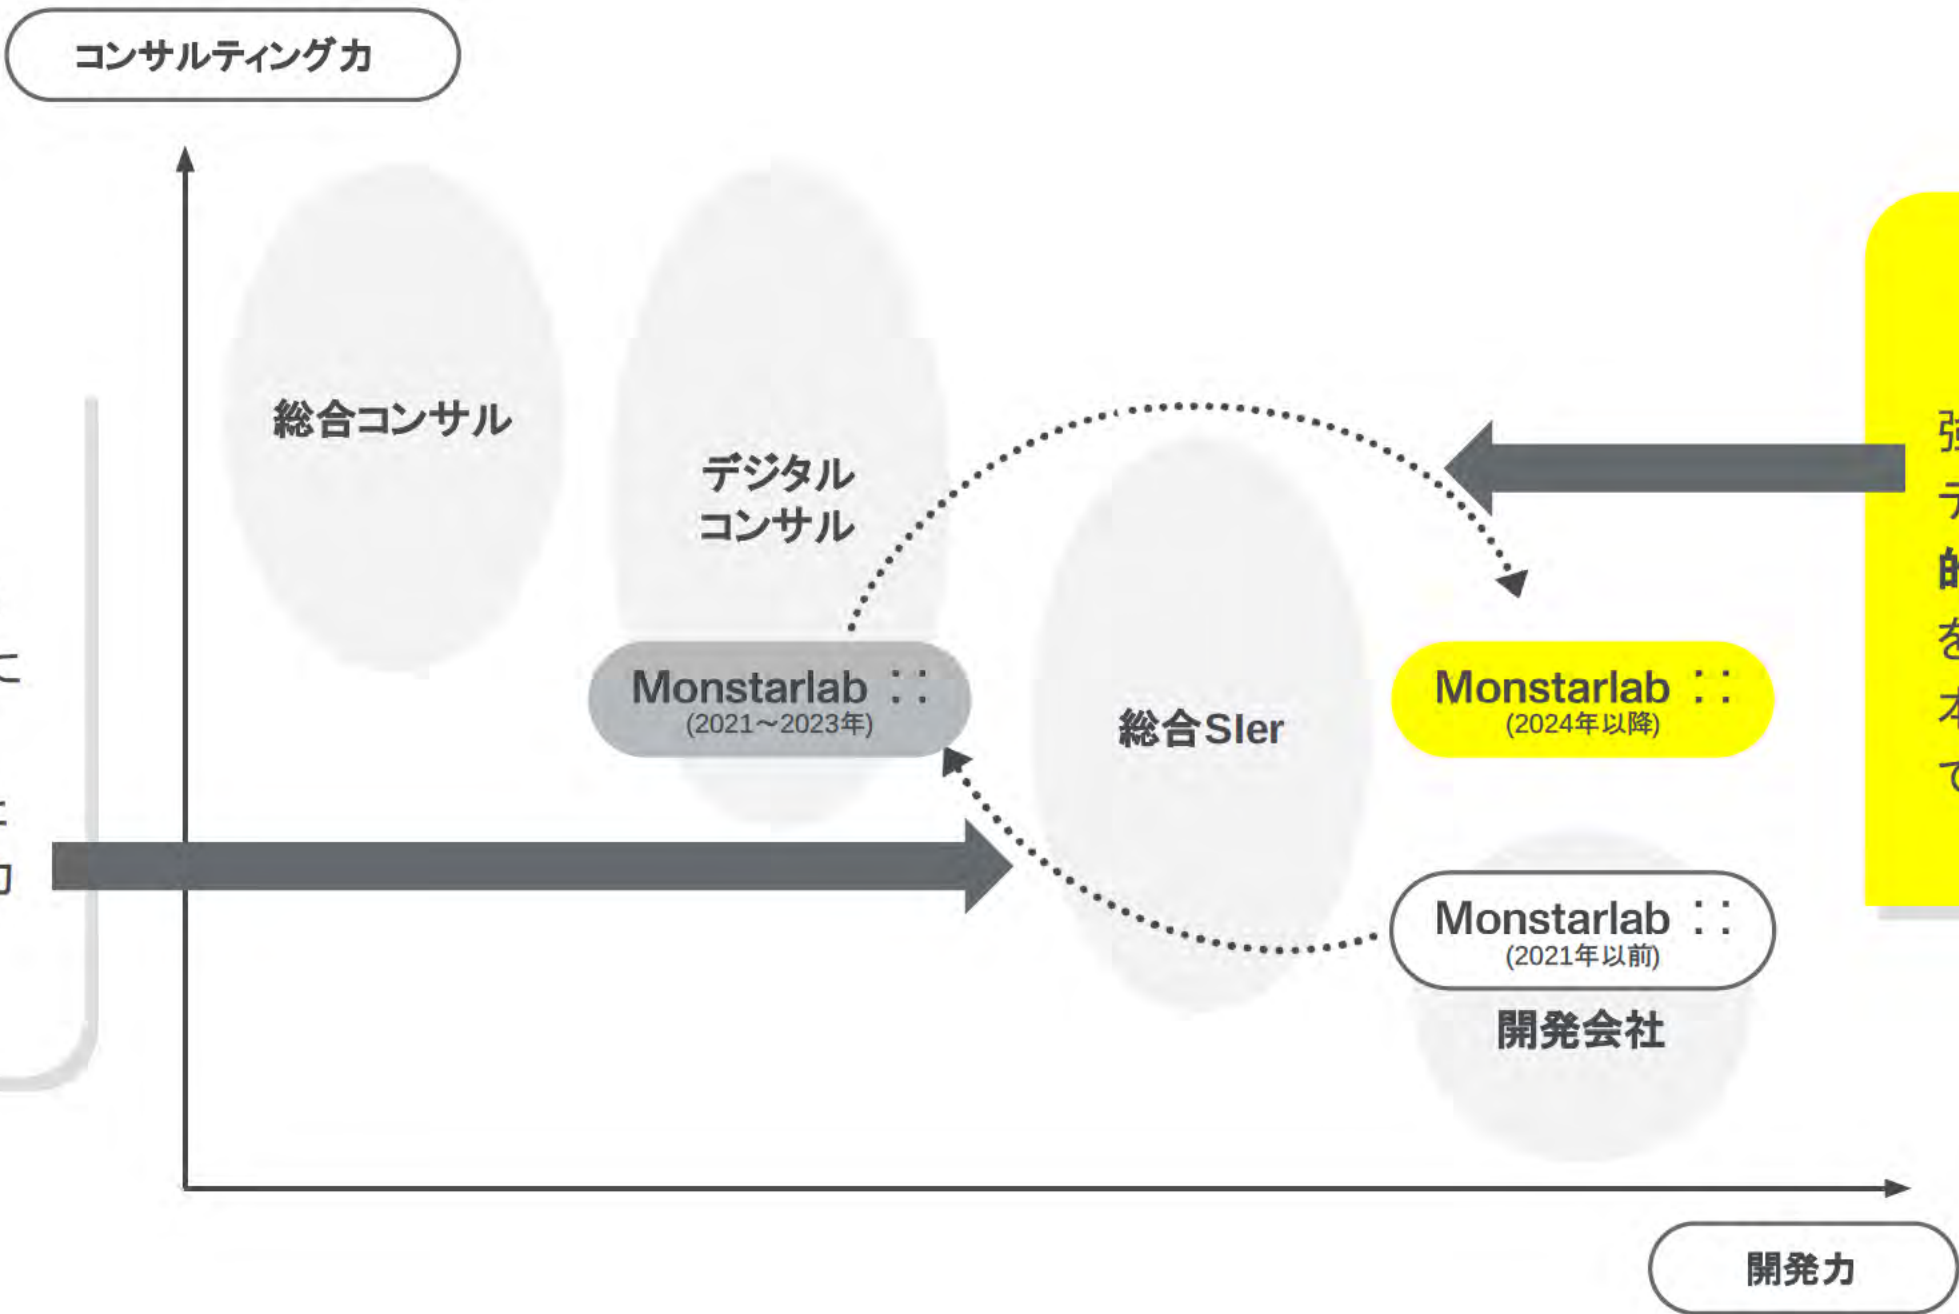 コンサルティング力
総合コンサル
デジタル
コンサル
Monstarlab
(2021〜2023年)
総合SIer
Monstarlab
(2024年以降)
Monstarlab
(2021年以前)
開発会社
開発力
的
を